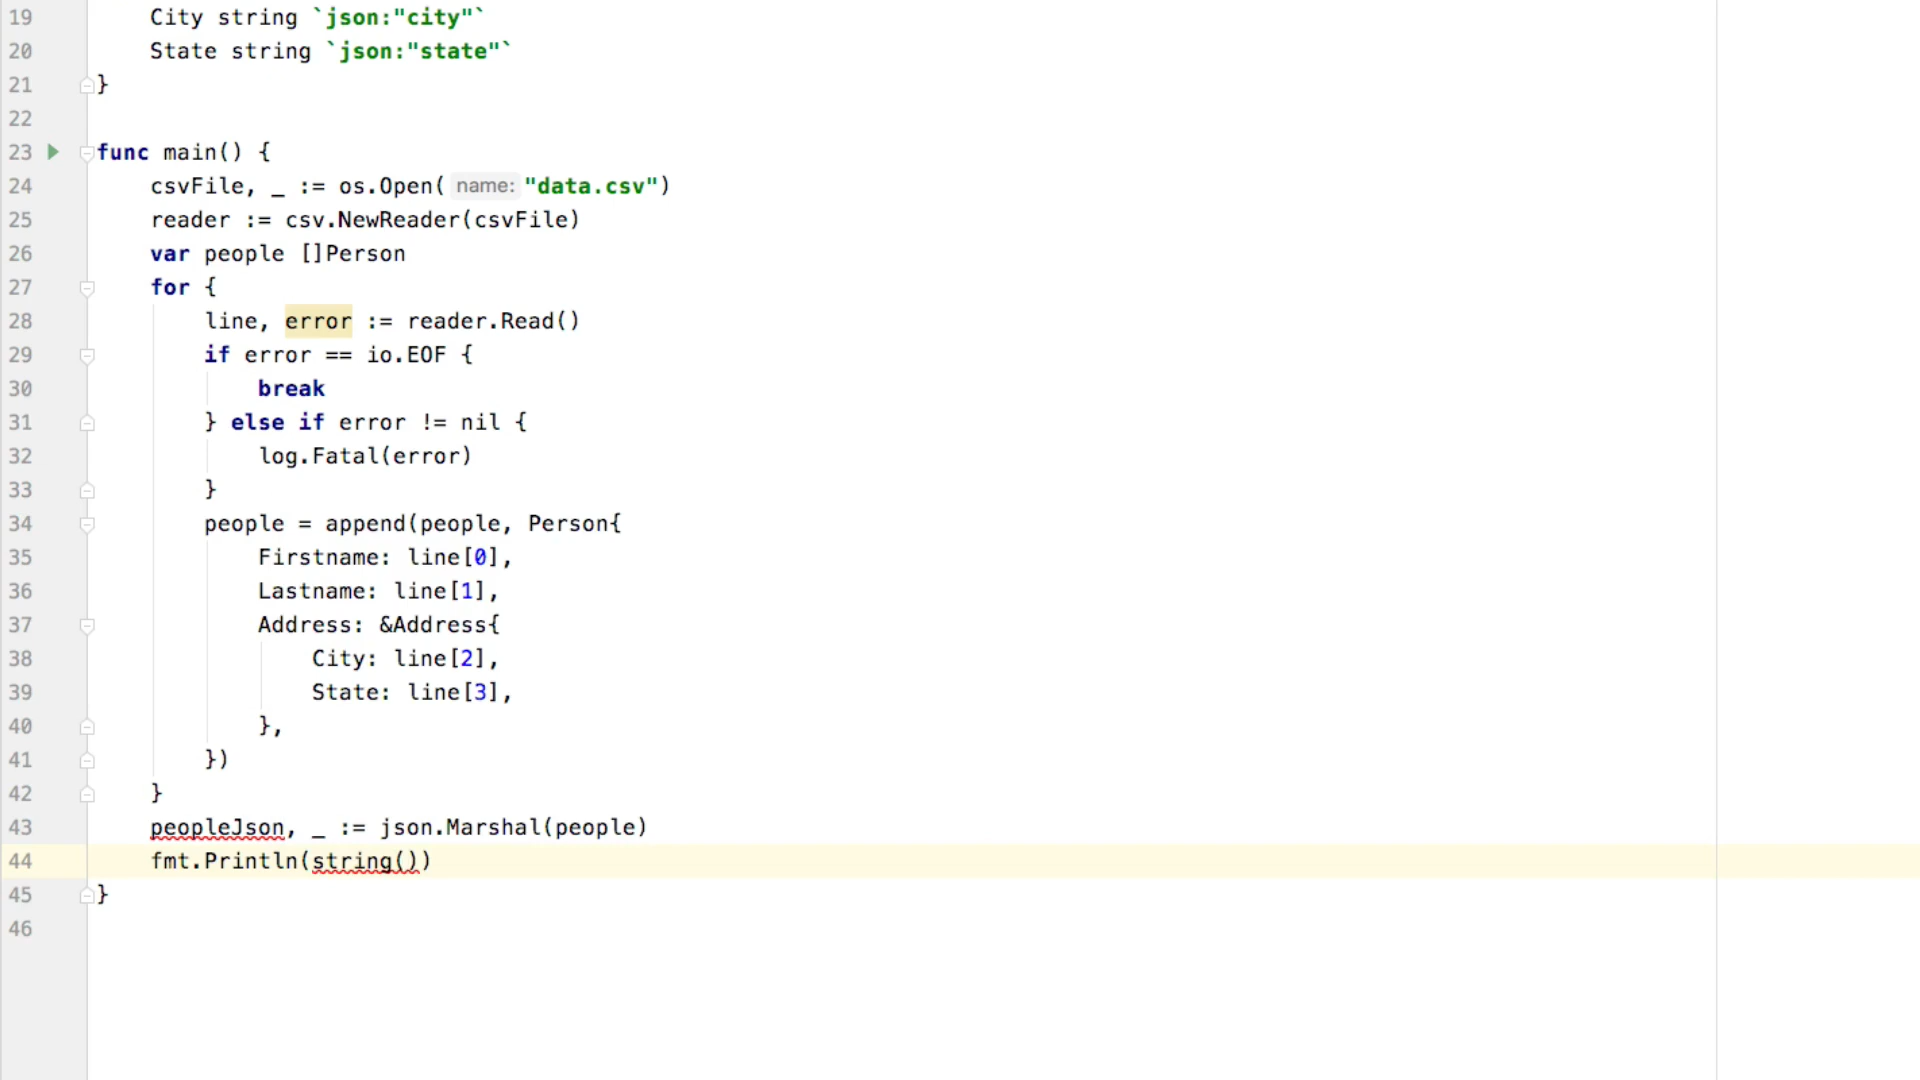 19 City string `json:"city"`
20 State string `json:"state"`
21 }
22
23 func main() {
24 csvFile, _ := os.Open( name: "data.csv")
25 reader := csv.NewReader(csvFile)
26 var people []Person
27 for {
28 line, error := reader.Read()
29 if error == io.EOF {
30 break
31 } else if error != nil {
32 log.Fatal(error)
33 }
34 people = append(people, Person{
35 Firstname: line[0],
36 Lastname: line[1],
37 Address: &Address{
38 City: line[2],
39 State: line[3],
40 },
41 })
42 }
43 peopleJson, _ := json.Marshal(people)
44 fmt.Println(string())
45 }
46